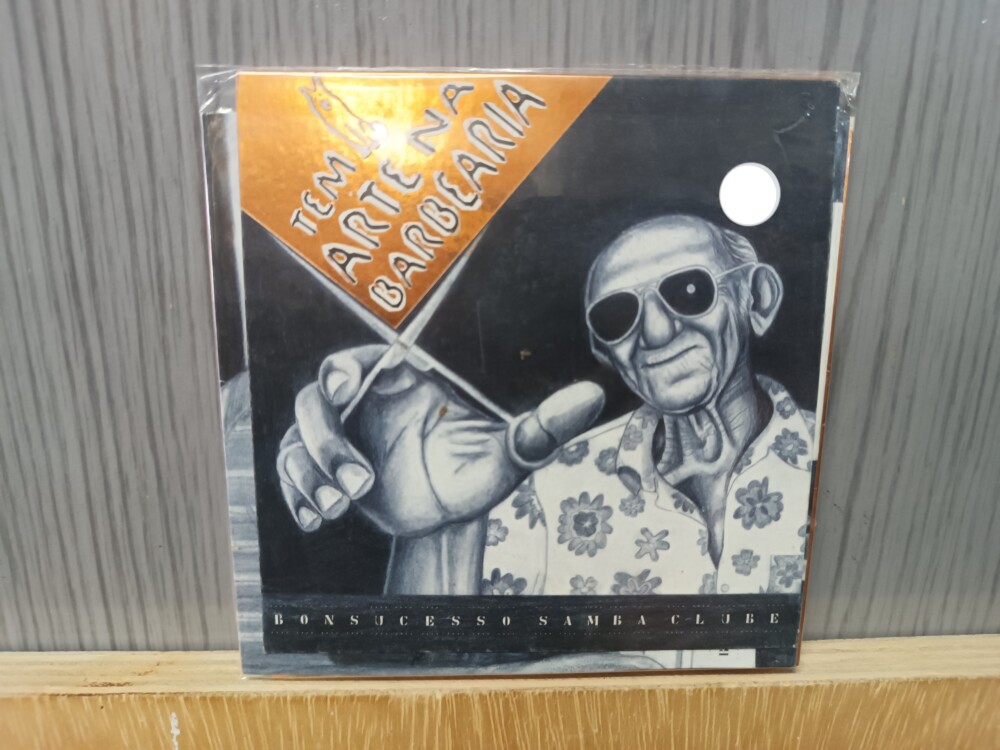 TEM
ARTE NA
BARBEARIA
BONSUCESSO SAMBA CLUBE